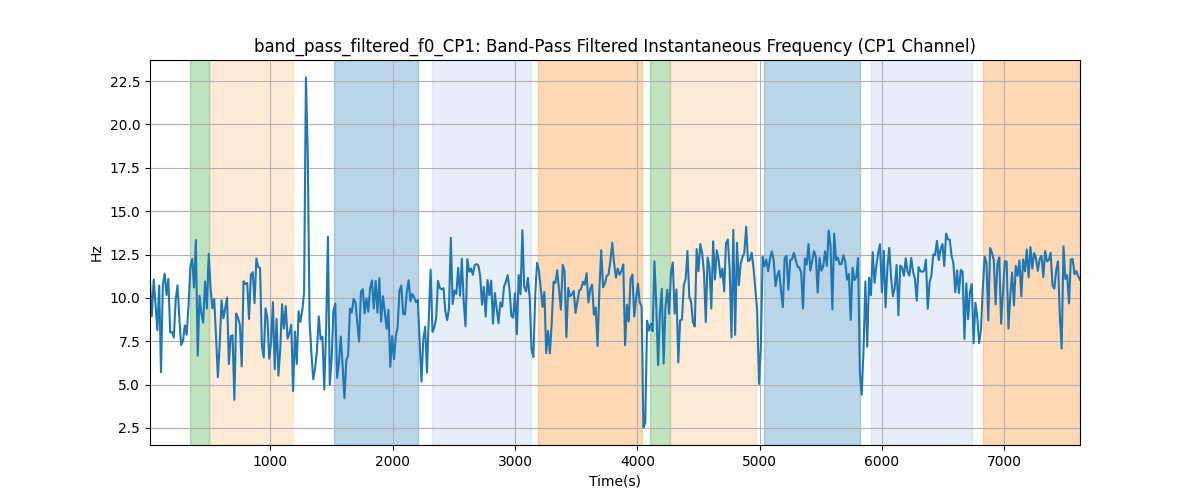 band_pass_filtered_f0_CP1: Band-Pass Filtered Instantaneous Frequency (CP1 Channel)
22.5
20.0
17.5
15.0
12.5
10.0
7.5
5.0
2.5
Hz
1000 2000 3000 4000 5000 6000 7000
Time(s)